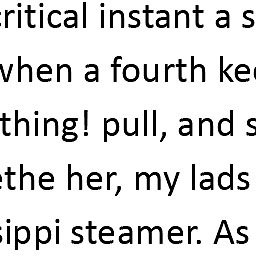 critical instant a s
when a fourth kee
thing! pull, and s
ethe her, my lads
sippi steamer. As